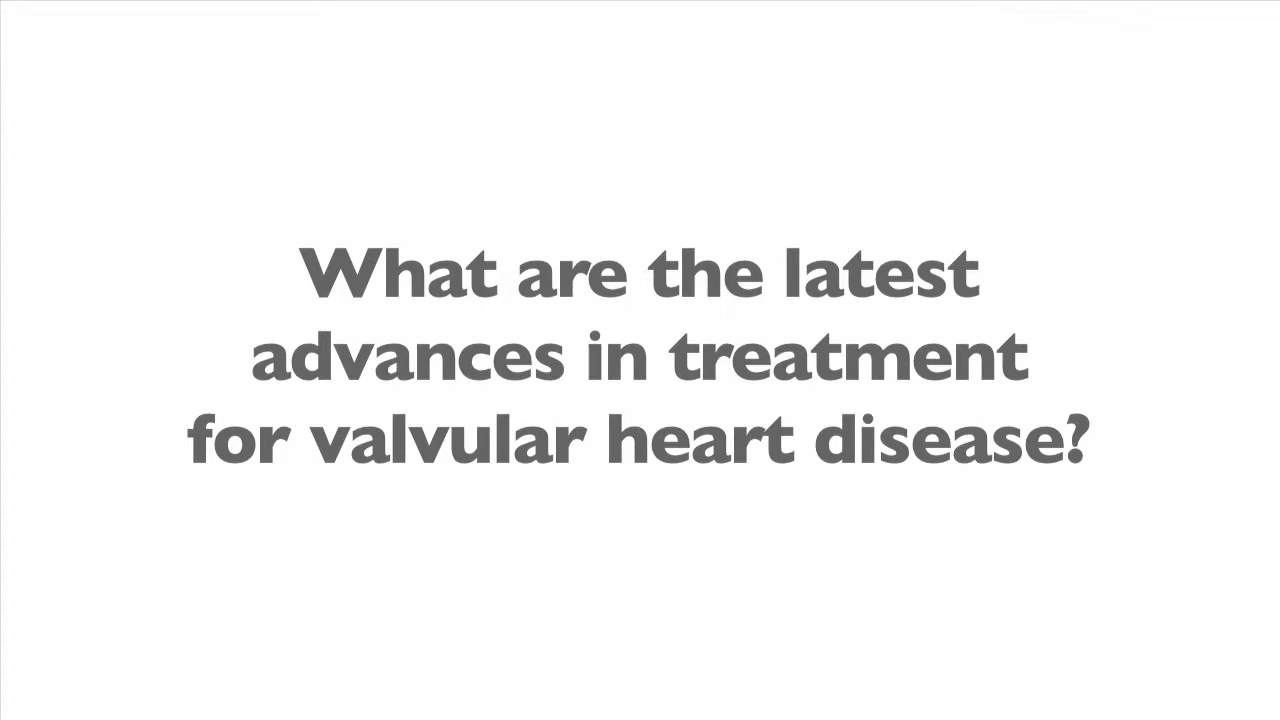 What are the latest
advances in treatment
for valvular heart disease?